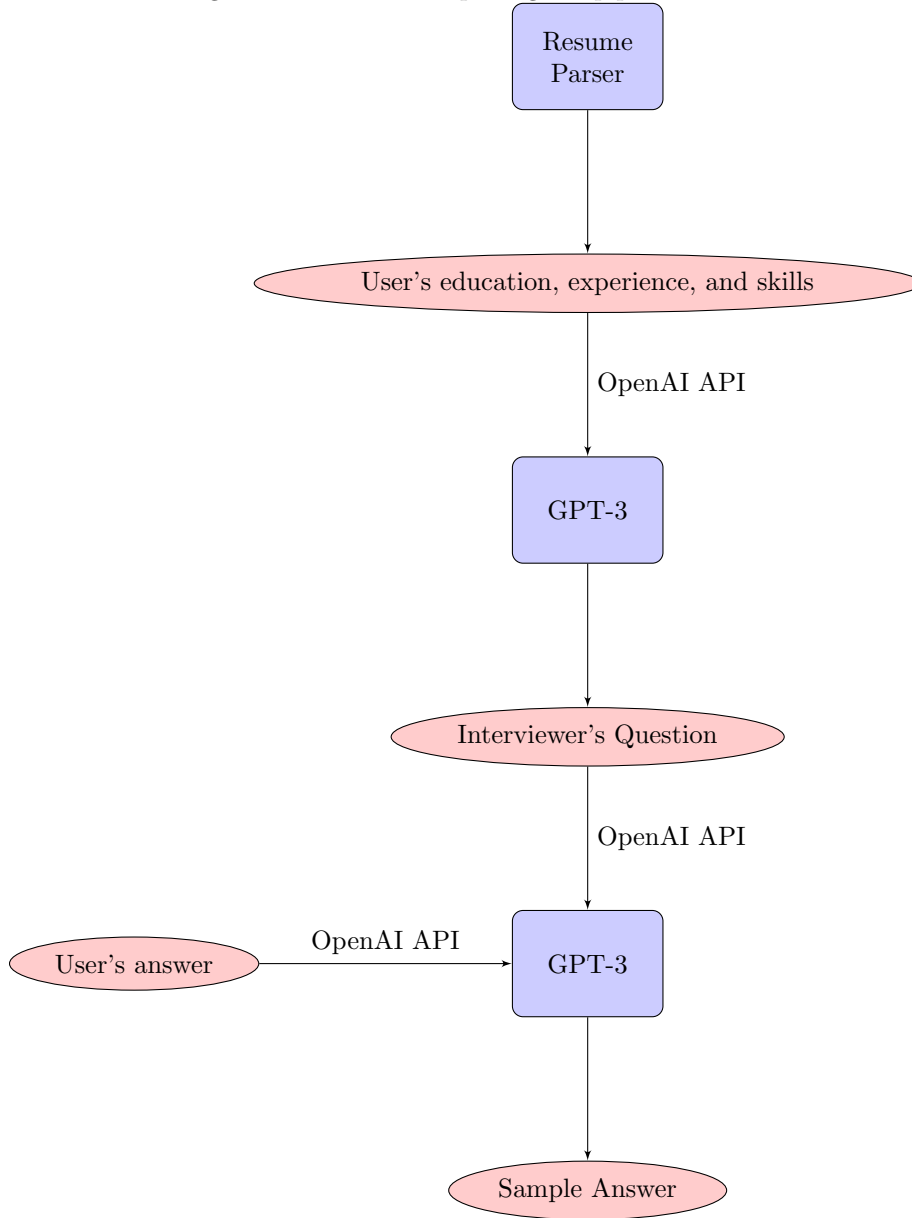 Resume
Parser
User's education, experience, and skills
OpenAI API
GPT-3
Interviewer's Question
OpenAI API
OpenAI API
User's answer
GPT-3
Sample Answer